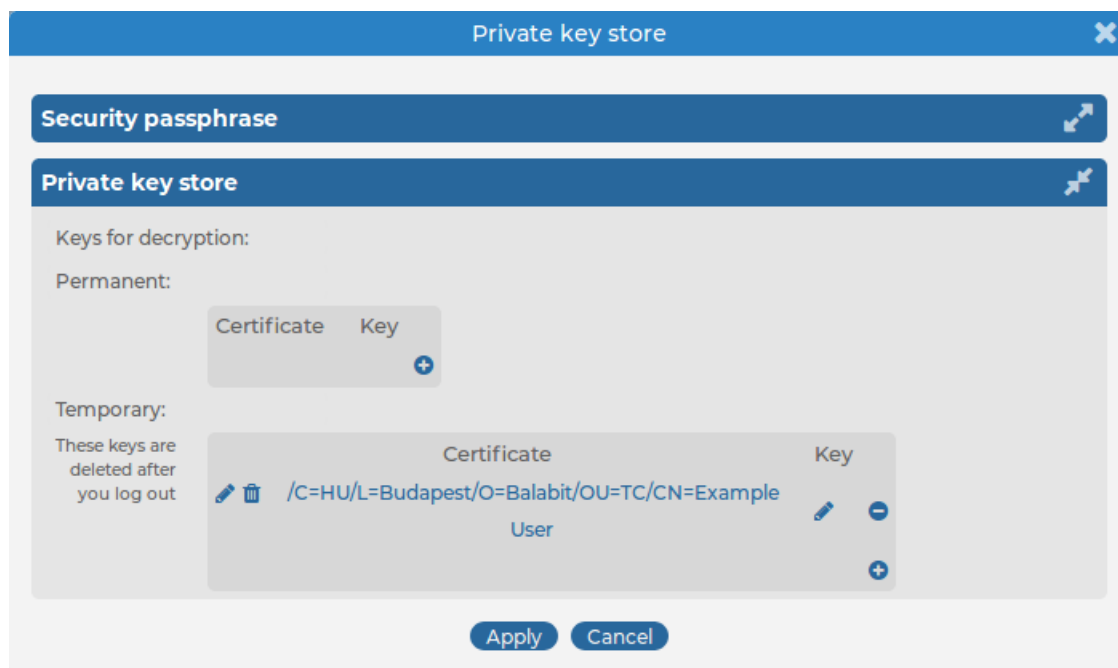 Private key store
Security passphrase
Private key store
Keys for decryption:
Permanent:
Certificate Key
Temporary:
These keys are
deleted after
you log out
Certificate Key
/C=HU/L=Budapest/O=Balabit/OU=TC/CN=Example
User
Apply Cancel